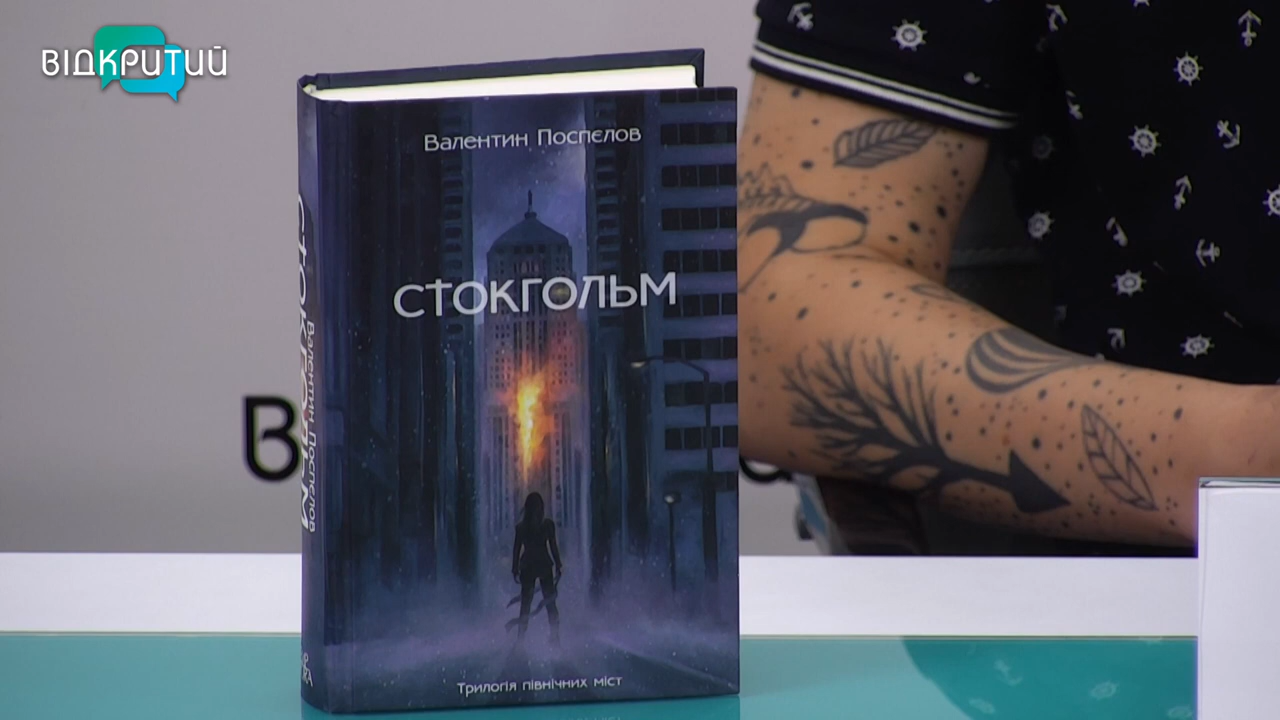 ВІДКРИТИЙ
Валентин Поспєлов
СТОКГОЛЬМ
Трилогія північних міст
СТОКГОЛЬМ
Валентин Поспєлов
В